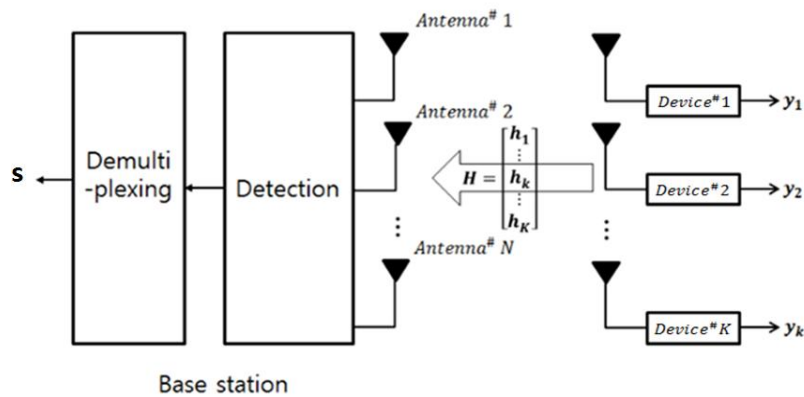 Antenna# 1
Device#1
y1
Antenna# 2
Demulti
-plexing
S
Detection
H = [h1 ⋮ hk ⋮ hK]
Device#2
y2
⋮
⋮
Antenna# N
Device#K
yk
Base station